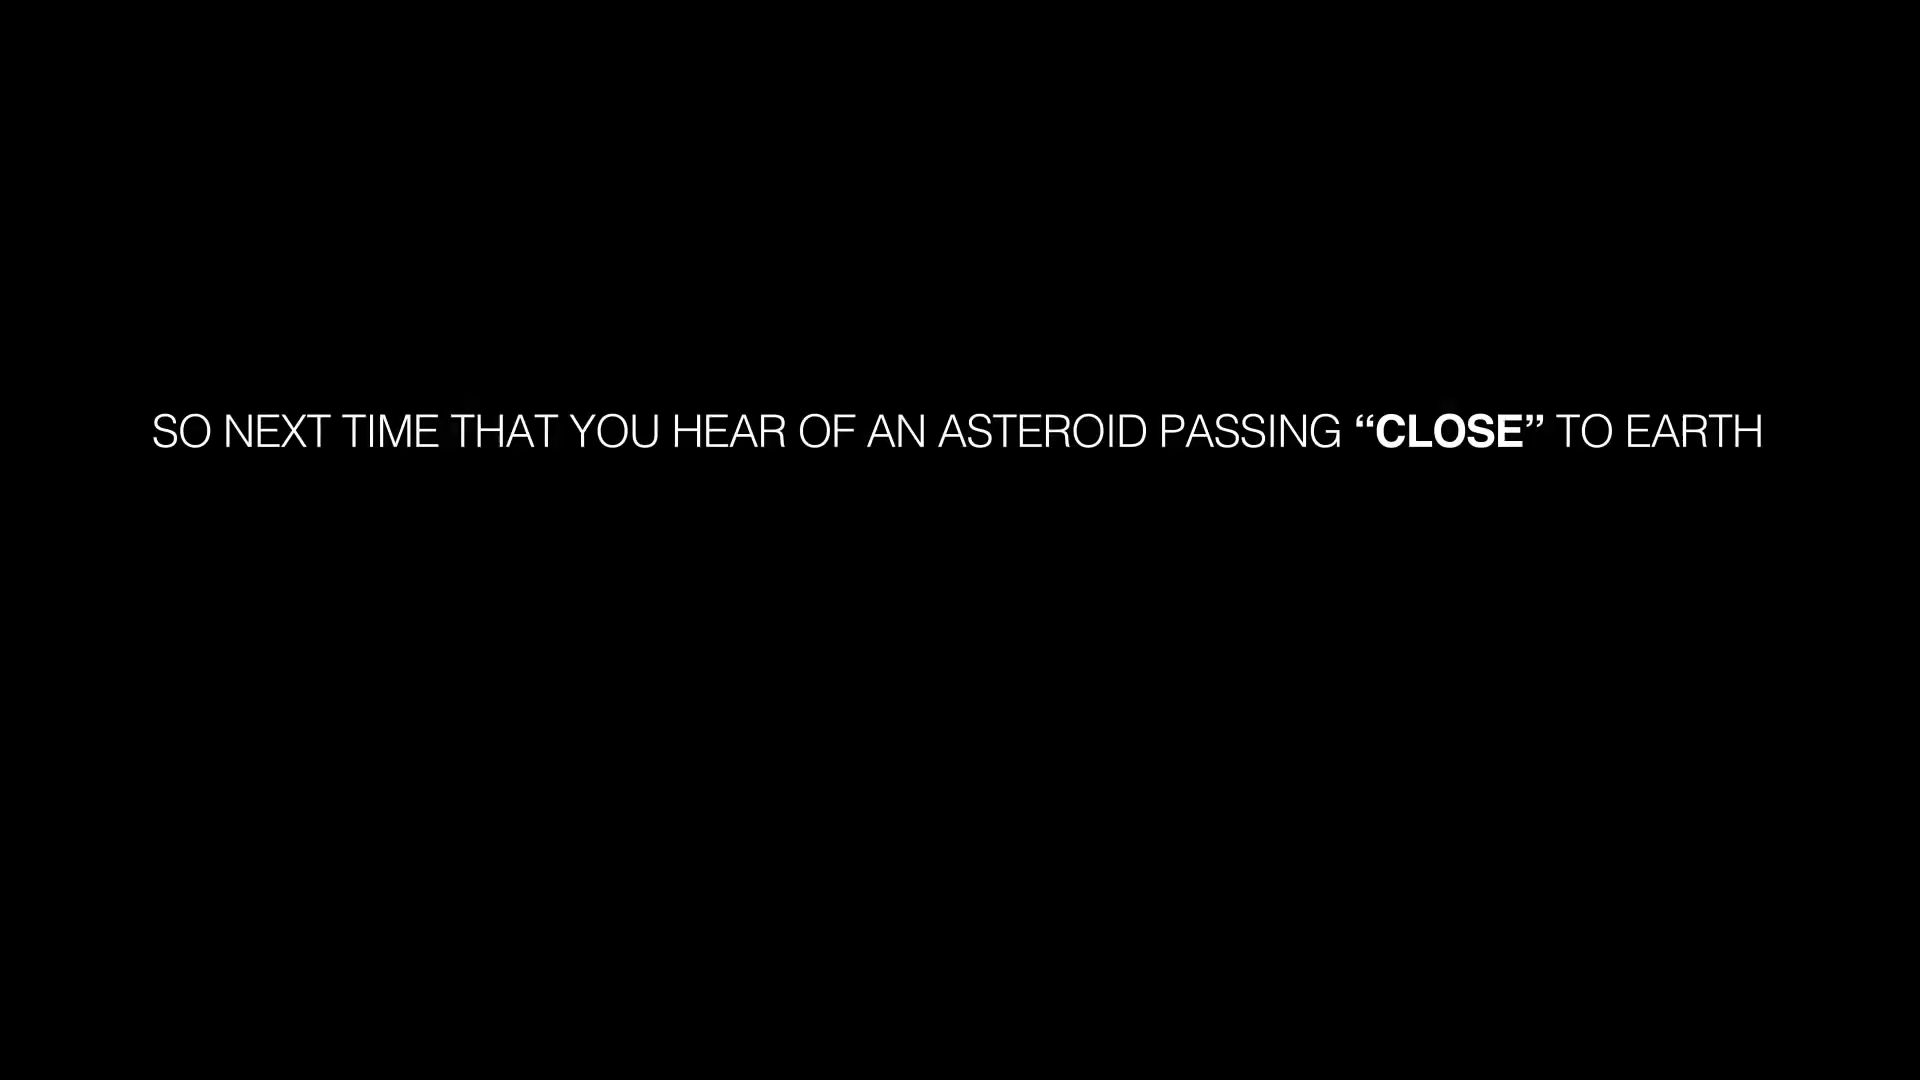 SO NEXT TIME THAT YOU HEAR OF AN ASTEROID PASSING “CLOSE” TO EARTH